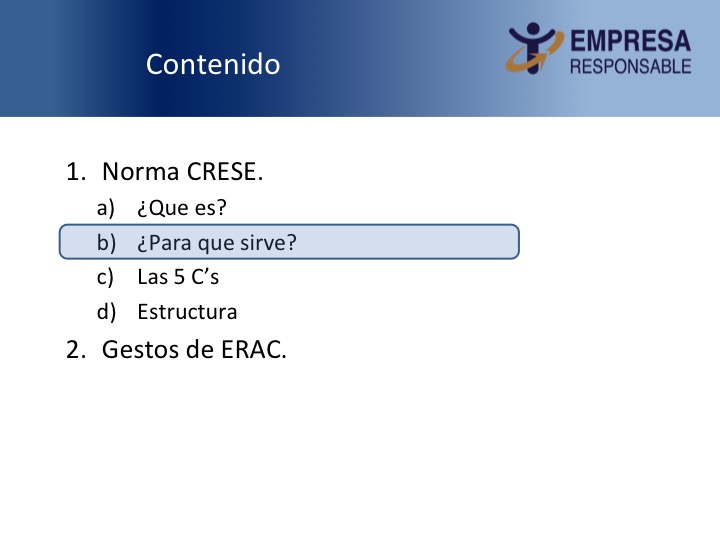 Contenido
EMPRESA
RESPONSABLE
1. Norma CRESE.
a) ¿Que es?
b) ¿Para que sirve?
c) Las 5 C’s
d) Estructura
2. Gestos de ERAC.